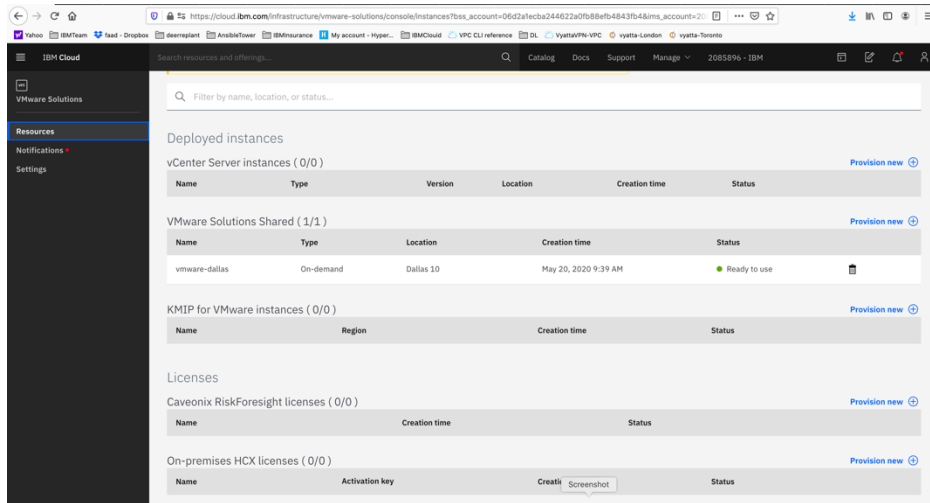 https://cloud.ibm.com/infrastructure/vmware-solutions/console/instances?bss_account=06d2a1ecba244622a0fb88efb4843fb4&ims_account=20
Yahoo IBMTeam faad - Dropbox deerreplant AnsibleTower IBMinsurance My account - Hyper... IBMClouid VPC CLI reference DL VyattaVPN-VPC vyatta-London vyatta-Toronto
IBM Cloud Search resources and offerings... Catalog Docs Support Manage 2085896 - IBM
VMware Solutions
Resources
Notifications
Settings
Filter by name, location, or status...
Deployed instances
vCenter Server instances ( 0/0 ) Provision new
Name Type Version Location Creation time Status
VMware Solutions Shared ( 1/1 ) Provision new
Name Type Location Creation time Status
vmware-dallas On-demand Dallas 10 May 20, 2020 9:39 AM Ready to use
KMIP for VMware instances ( 0/0 ) Provision new
Name Region Creation time Status
Licenses
Caveonix RiskForesight licenses ( 0/0 ) Provision new
Name Creation time Status
On-premises HCX licenses ( 0/0 ) Provision new
Name Activation key Creati Status
Screenshot